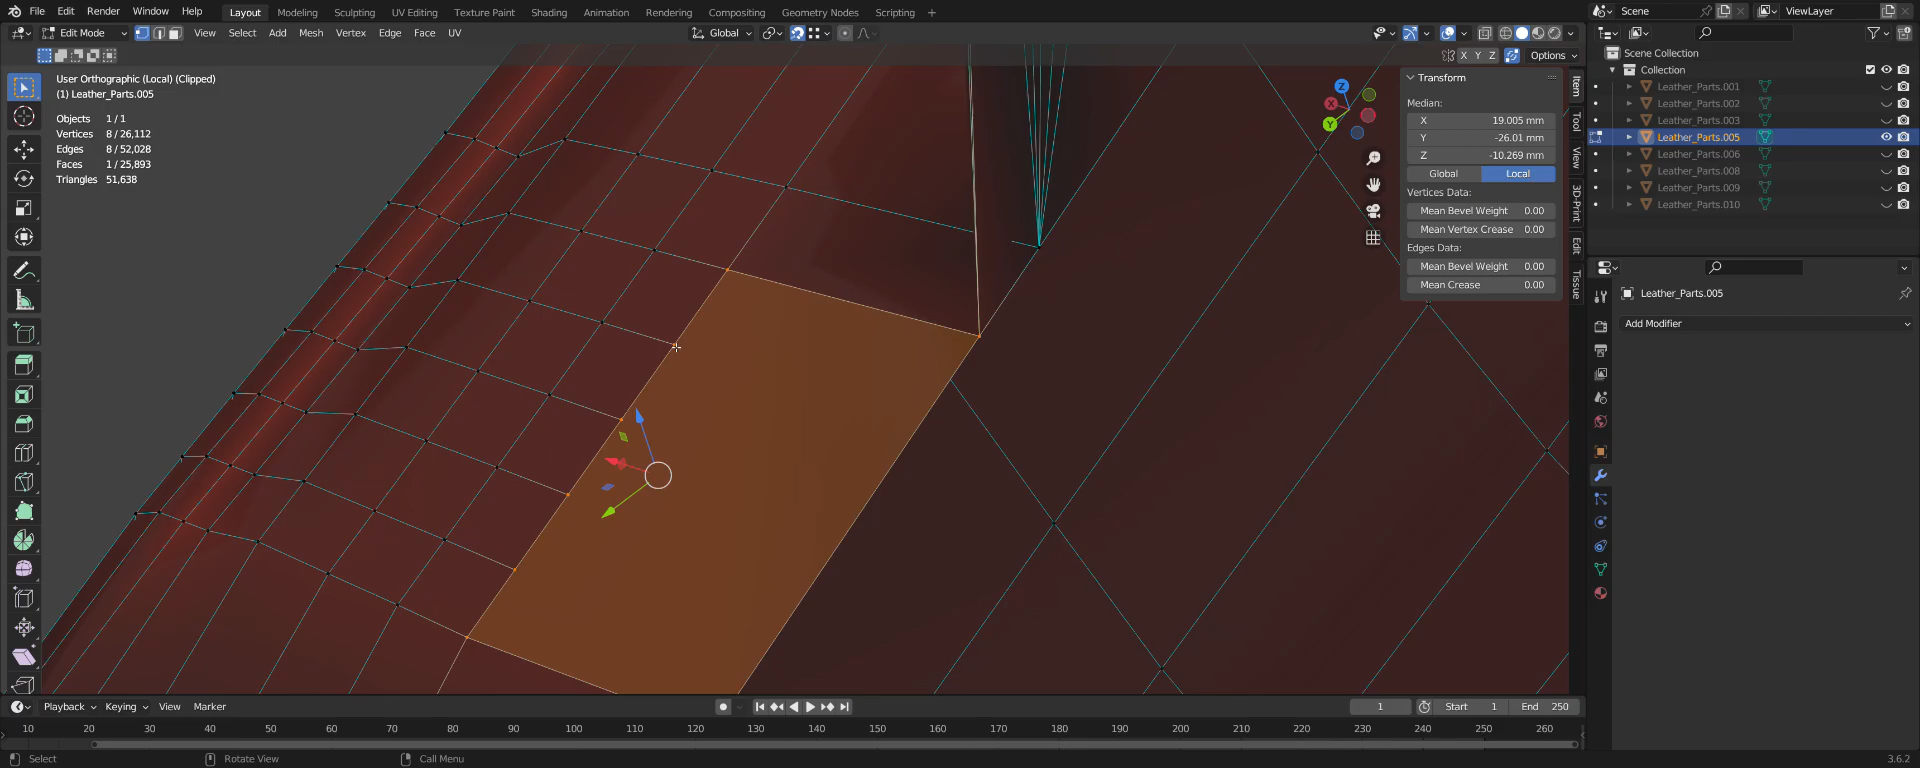 File Edit Render Window Help Layout Modeling Sculpting UV Editing Texture Paint Shading Animation Rendering Compositing Geometry Nodes Scripting + Scene ViewLayer
Edit Mode View Select Add Mesh Vertex Edge Face UV Global
X Y Z Options
User Orthographic (Local) (Clipped)
(1) Leather_Parts.005
Objects 1 / 1
Vertices 8 / 26,112
Edges 8 / 52,028
Faces 1 / 25,893
Triangles 51,638
Z
X
Y
Transform
Median:
X 19.005 mm
Y -26.01 mm
Z -10.269 mm
Global Local
Vertices Data:
Mean Bevel Weight 0.00
Mean Vertex Crease 0.00
Edges Data:
Mean Bevel Weight 0.00
Mean Crease 0.00
Item
Tool
View
3D-Print
Edit
Tissue
Scene Collection
Collection
Leather_Parts.001
Leather_Parts.002
Leather_Parts.003
Leather_Parts.005
Leather_Parts.006
Leather_Parts.008
Leather_Parts.009
Leather_Parts.010
Leather_Parts.005
Add Modifier
Playback Keying View Marker 1 Start 1 End 250
10 20 30 40 50 60 70 80 90 100 110 120 130 140 150 160 170 180 190 200 210 220 230 240 250 260
Select Rotate View Call Menu 3.6.2